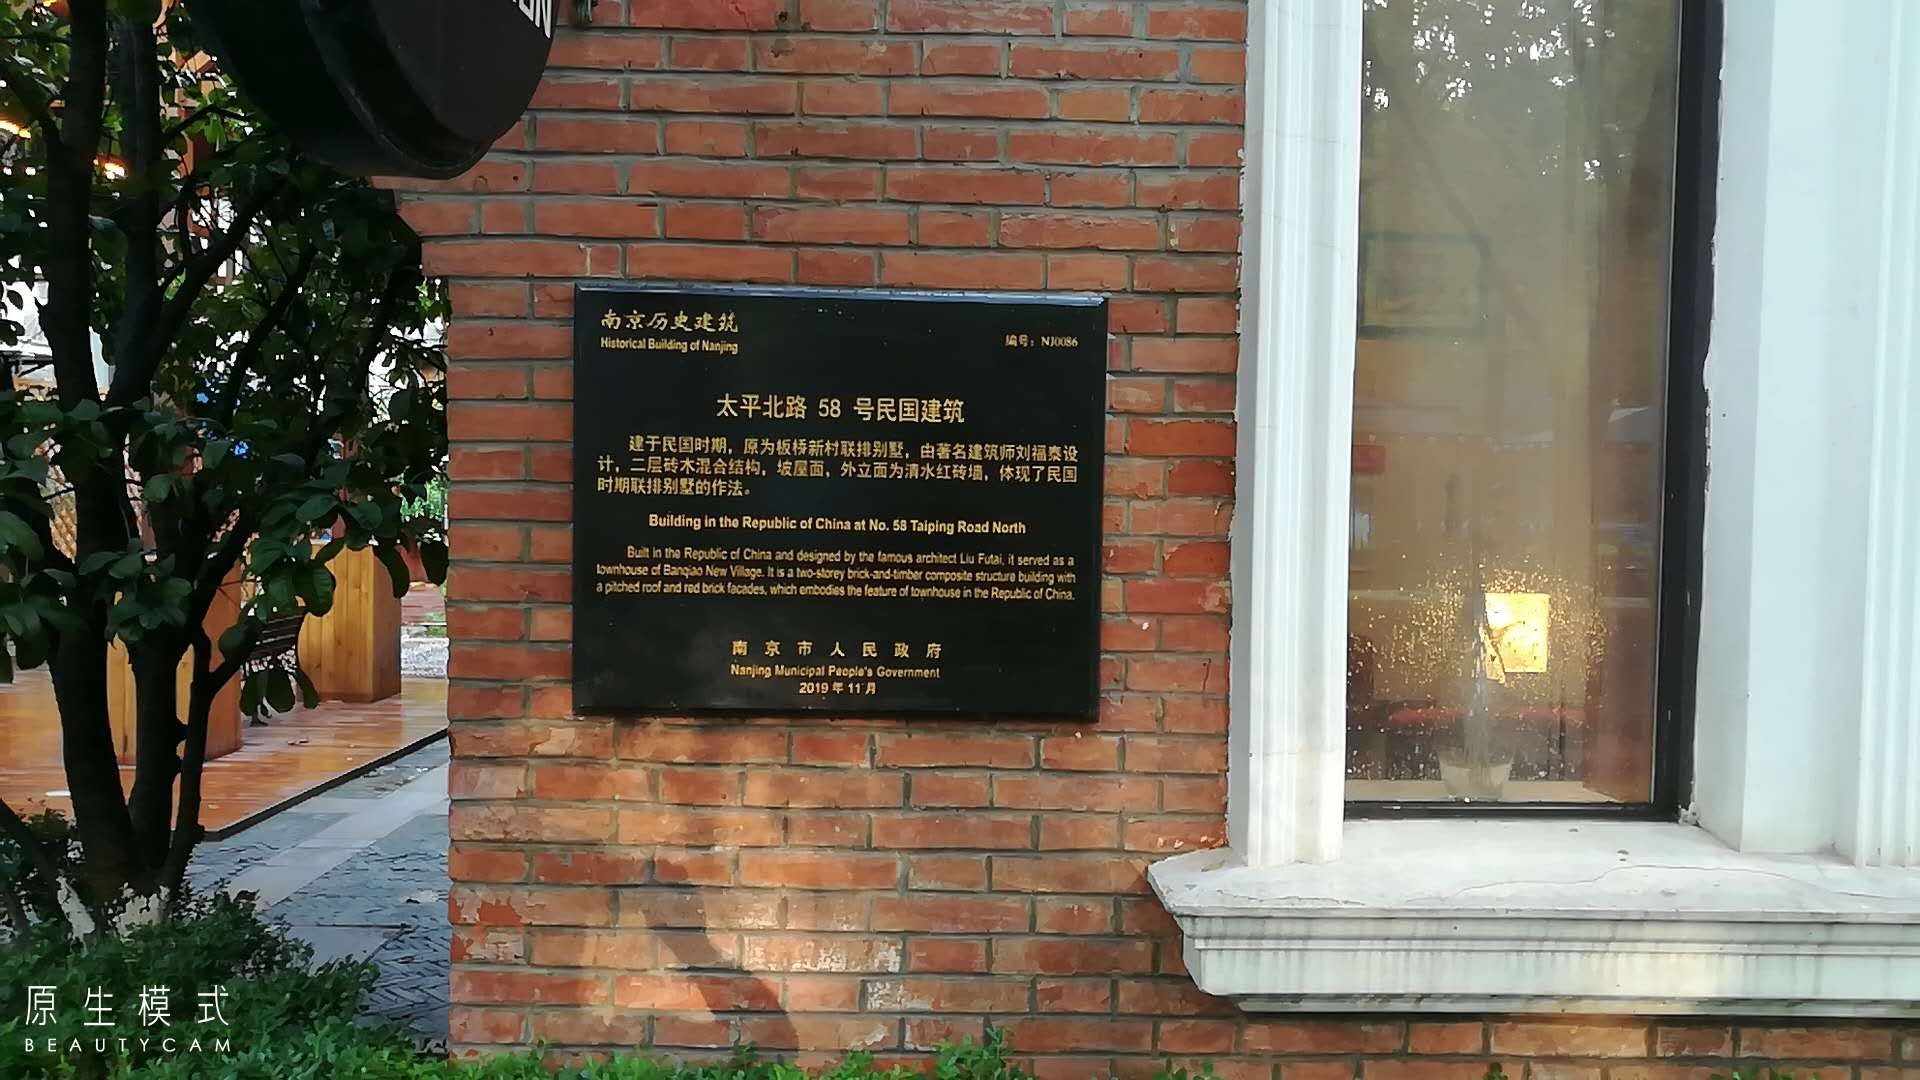 南京历史建筑
Historical Building of Nanjing
编号：NJ0086
太平北路 58 号民国建筑
建于民国时期，原为板桥新村联排别墅，由著名建筑师刘福泰设
计，二层砖木混合结构，坡屋面，外立面为清水红砖墙，体现了民国
时期联排别墅的作法。
Building in the Republic of China at No. 58 Taiping Road North
Built in the Republic of China and designed by the famous architect Liu Futai, it served as a
townhouse of Banqiao New Village. It is a two-storey brick-and-timber composite structure building with
a pitched roof and red brick facades, which embodies the feature of townhouse in the Republic of China.
南京市人民政府
Nanjing Municipal People's Government
2019 年 11 月
原生模式
BEAUTYCAM